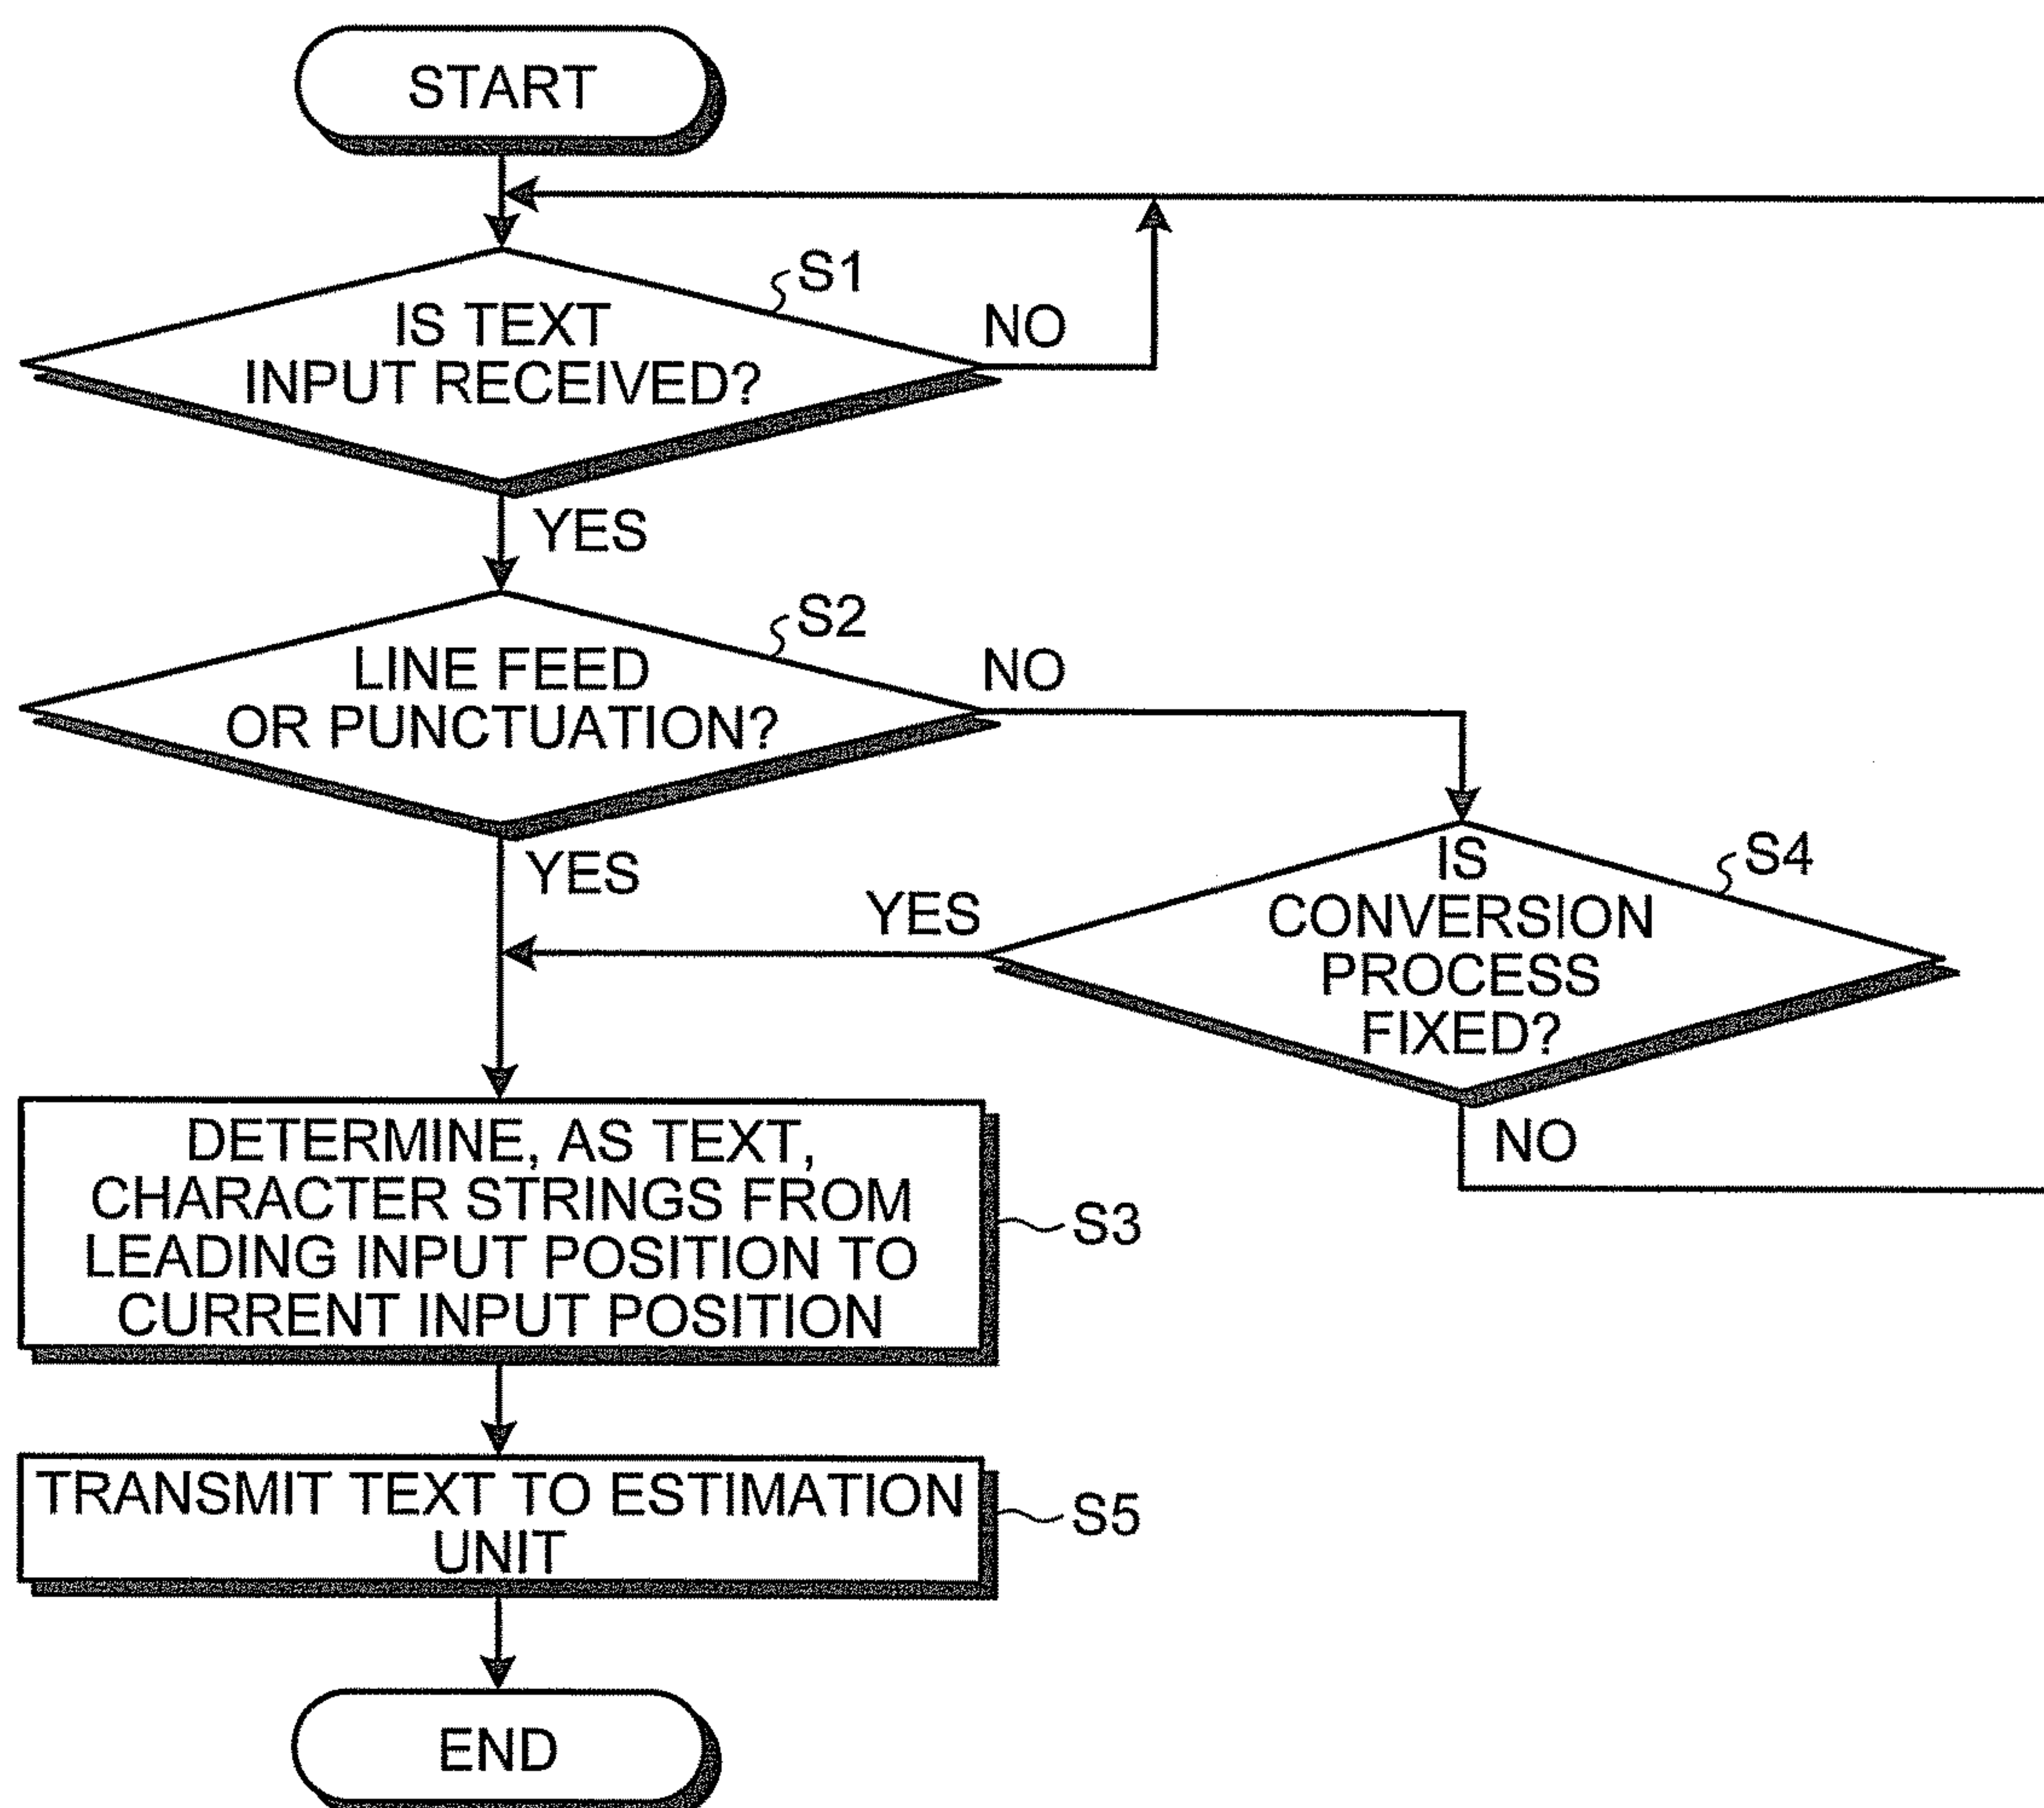 START
S1
IS TEXT
INPUT RECEIVED?
NO
YES
S2
LINE FEED
OR PUNCTUATION?
NO
YES
S4
IS
CONVERSION
PROCESS
FIXED?
YES
NO
DETERMINE, AS TEXT,
CHARACTER STRINGS FROM
LEADING INPUT POSITION TO
CURRENT INPUT POSITION
S3
TRANSMIT TEXT TO ESTIMATION
UNIT
S5
END